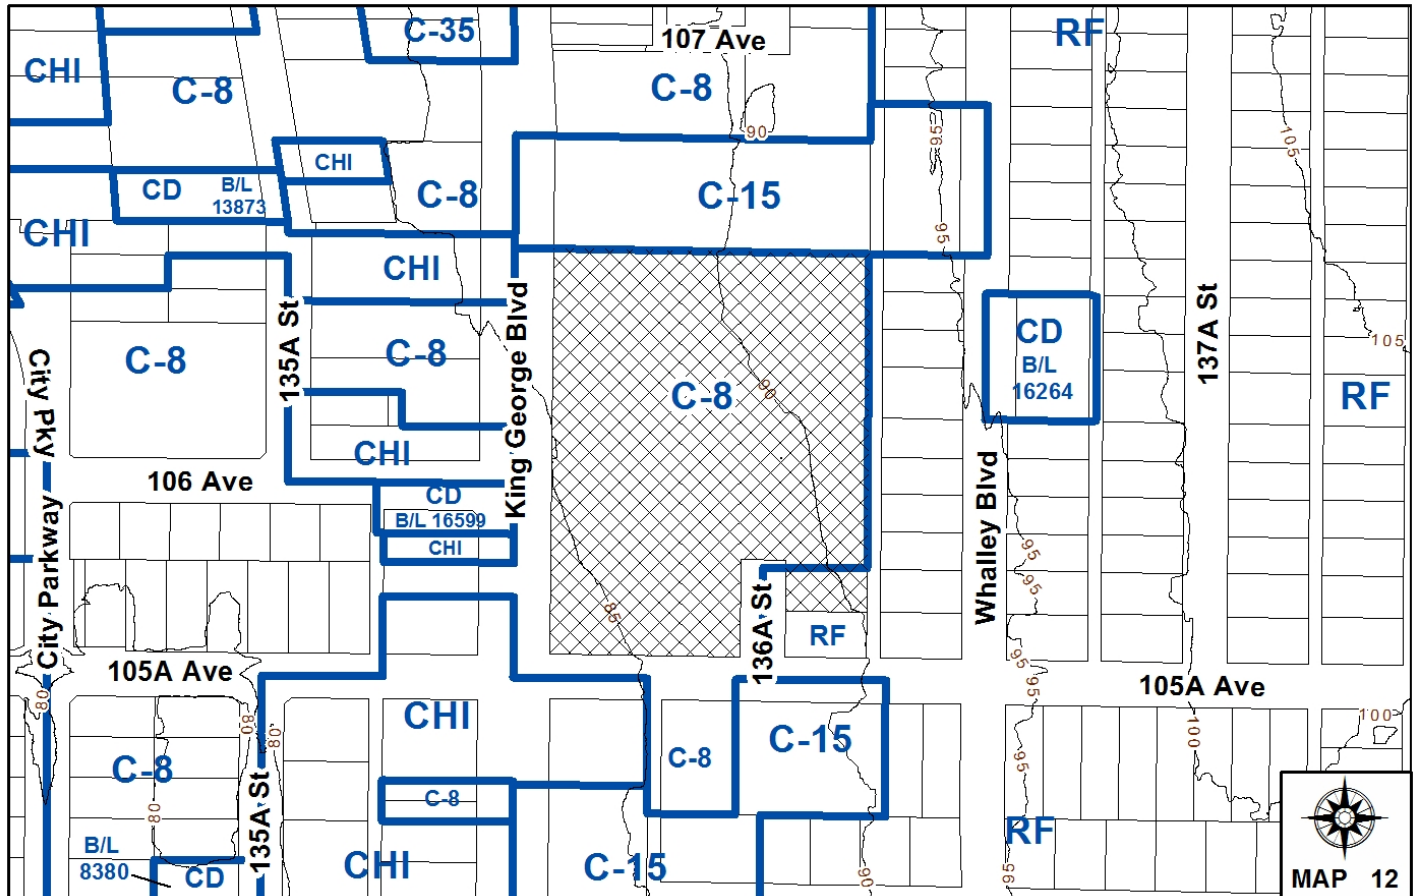 C-35
107 Ave
RF
CHI
C-8
C-8
90
95
105
CHI
CD
B/L
13873
C-8
C-15
CHI
95
CHI
135A St
King George Blvd
137A St
CD
B/L
16264
105
City Pky
C-8
C-8
C-8
90
RF
CHI
106 Ave
CD
B/L 16599
CHI
Whalley Blvd
95
95
City Parkway
85
136A St
RF
105A Ave
95
95
105A Ave
80
80
80
CHI
C-8
C-15
100
100
C-8
95
135A St
C-8
80
B/L
8380
CD
CHI
C-15
90
RF
95
MAP 12